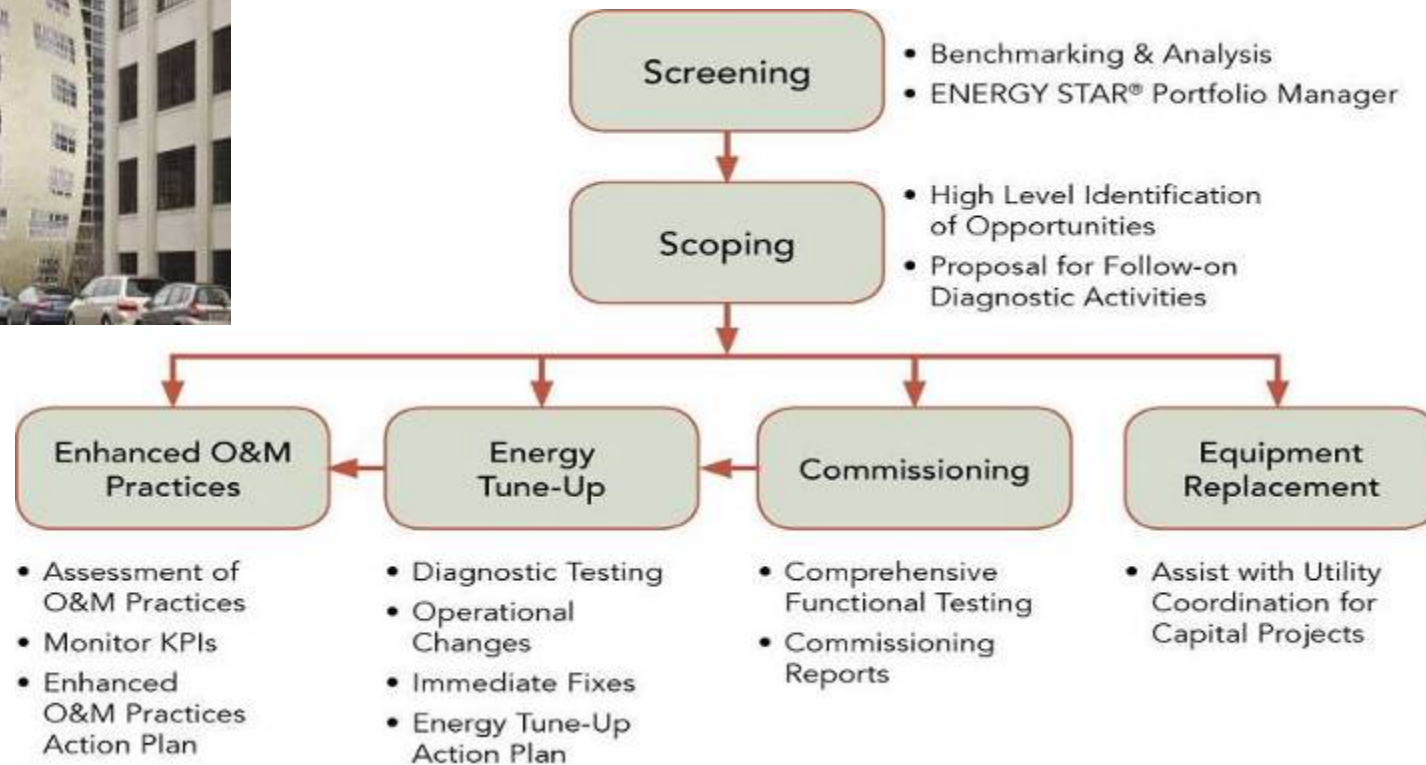 Screening
• Benchmarking & Analysis
• ENERGY STAR® Portfolio Manager
Scoping
• High Level Identification
of Opportunities
• Proposal for Follow-on
Diagnostic Activities
Enhanced O&M
Practices
Energy
Tune-Up
Commissioning
Equipment
Replacement
• Assessment of
O&M Practices
• Monitor KPIs
• Enhanced
O&M Practices
Action Plan
• Diagnostic Testing
• Operational
Changes
• Immediate Fixes
• Energy Tune-Up
Action Plan
• Comprehensive
Functional Testing
• Commissioning
Reports
• Assist with Utility
Coordination for
Capital Projects